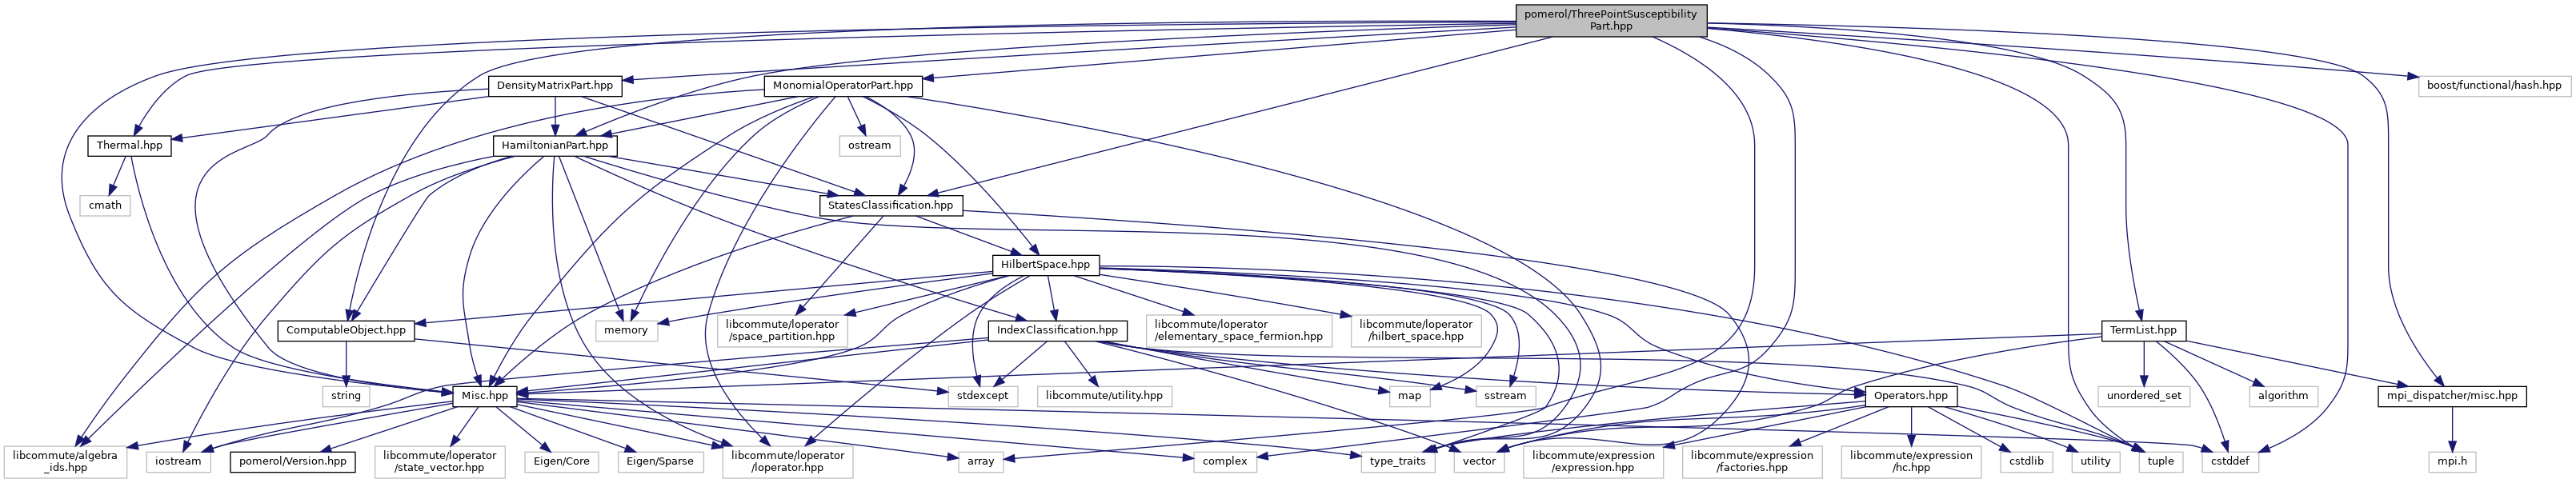 pomerol/ThreePointSusceptibility
Part.hpp
DensityMatrixPart.hpp
MonomialOperatorPart.hpp
boost/functional/hash.hpp
Thermal.hpp
HamiltonianPart.hpp
ostream
cmath
StatesClassification.hpp
HilbertSpace.hpp
ComputableObject.hpp
memory
libcommute/loperator
/space_partition.hpp
IndexClassification.hpp
libcommute/loperator
/elementary_space_fermion.hpp
libcommute/loperator
/hilbert_space.hpp
TermList.hpp
string
Misc.hpp
stdexcept
libcommute/utility.hpp
map
sstream
Operators.hpp
unordered_set
algorithm
mpi_dispatcher/misc.hpp
libcommute/algebra
_ids.hpp
iostream
pomerol/Version.hpp
libcommute/loperator
/state_vector.hpp
Eigen/Core
Eigen/Sparse
libcommute/loperator
/loperator.hpp
array
complex
type_traits
vector
libcommute/expression
/expression.hpp
libcommute/expression
/factories.hpp
libcommute/expression
/hc.hpp
cstdlib
utility
tuple
cstddef
mpi.h